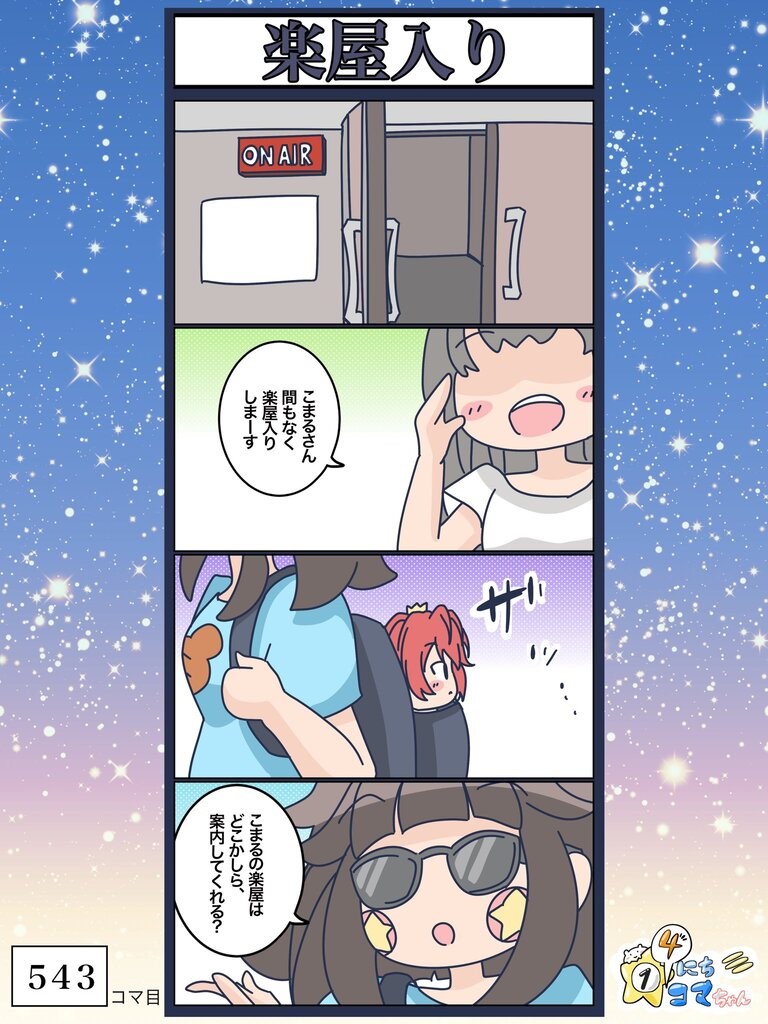 楽屋入り
ON AIR
こまるさん
間もなく
楽屋入り
しまーす
ザッ
こまるの楽屋は
どこかしら、
案内してくれる？
543
コマ目
1
にち
4
コマ
ちゃん